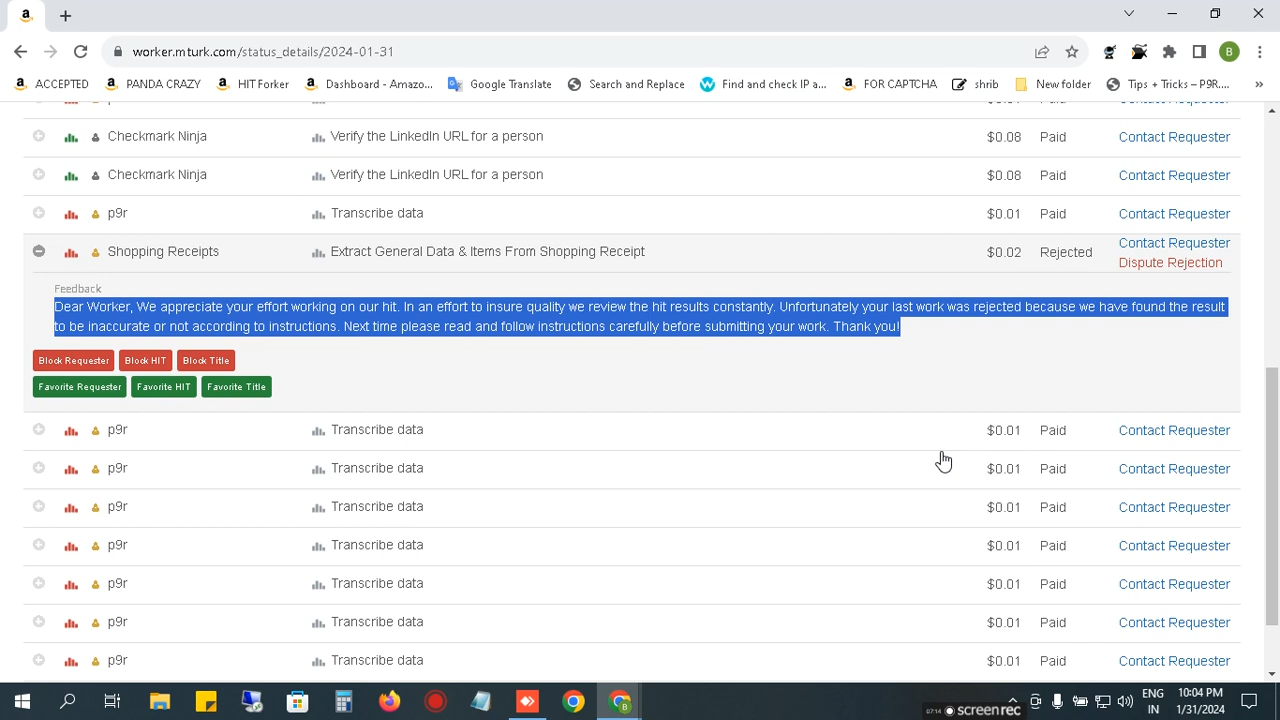 worker.mturk.com/status_details/2024-01-31
B
ACCEPTED PANDA CRAZY HIT Forker Dashboard - Amazo... Google Translate Search and Replace Find and check IP a... FOR CAPTCHA shrib New folder Tips + Tricks – P9R.... »
Checkmark Ninja Verify the LinkedIn URL for a person $0.08 Paid Contact Requester
Checkmark Ninja Verify the LinkedIn URL for a person $0.08 Paid Contact Requester
p9r Transcribe data $0.01 Paid Contact Requester
Shopping Receipts Extract General Data & Items From Shopping Receipt $0.02 Rejected Contact Requester
Dispute Rejection
Feedback
Dear Worker, We appreciate your effort working on our hit. In an effort to insure quality we review the hit results constantly. Unfortunately your last work was rejected because we have found the result
to be inaccurate or not according to instructions. Next time please read and follow instructions carefully before submitting your work. Thank you!
Block Requester Block HIT Block Title
Favorite Requester Favorite HIT Favorite Title
p9r Transcribe data $0.01 Paid Contact Requester
p9r Transcribe data $0.01 Paid Contact Requester
p9r Transcribe data $0.01 Paid Contact Requester
p9r Transcribe data $0.01 Paid Contact Requester
p9r Transcribe data $0.01 Paid Contact Requester
p9r Transcribe data $0.01 Paid Contact Requester
p9r Transcribe data $0.01 Paid Contact Requester
ENG 10:04 PM
IN 1/31/2024
07:14 screenrec